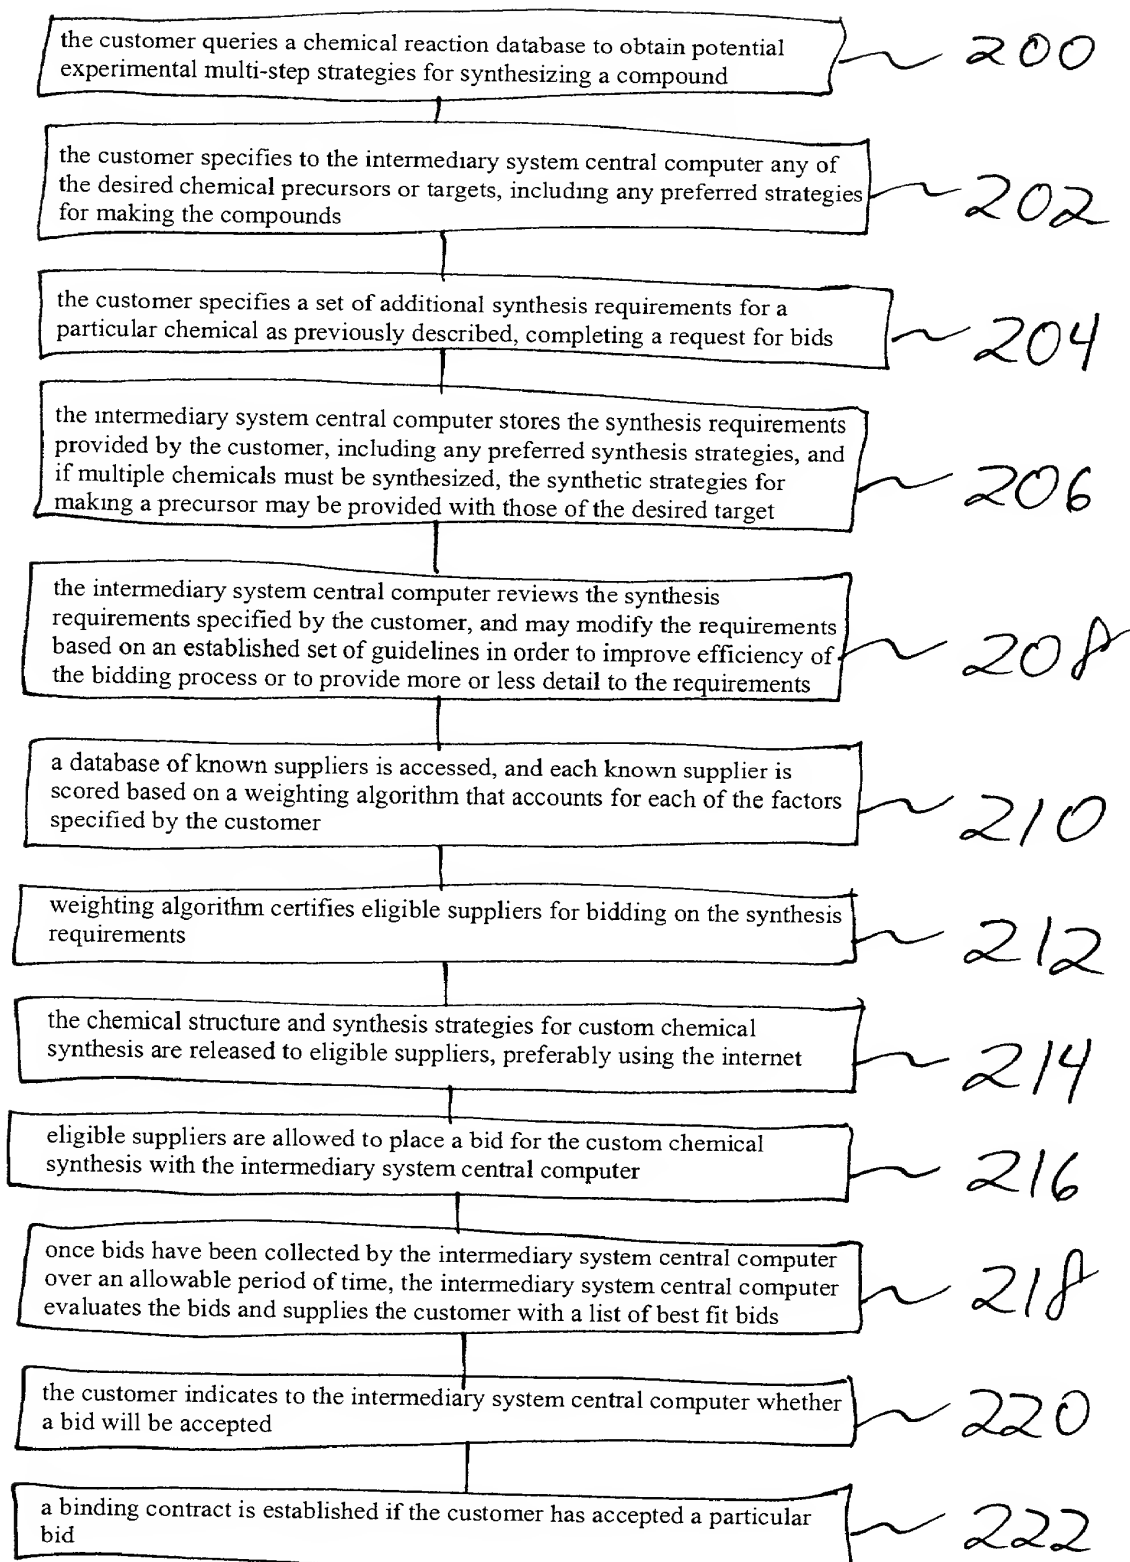 the customer queries a chemical reaction database to obtain potential
experimental multi-step strategies for synthesizing a compound
200
the customer specifies to the intermediary system central computer any of
the desired chemical precursors or targets, including any preferred strategies
for making the compounds
202
the customer specifies a set of additional synthesis requirements for a
particular chemical as previously described, completing a request for bids
204
the intermediary system central computer stores the synthesis requirements
provided by the customer, including any preferred synthesis strategies, and
if multiple chemicals must be synthesized, the synthetic strategies for
making a precursor may be provided with those of the desired target
206
the intermediary system central computer reviews the synthesis
requirements specified by the customer, and may modify the requirements
based on an established set of guidelines in order to improve efficiency of
the bidding process or to provide more or less detail to the requirements
208
a database of known suppliers is accessed, and each known supplier is
scored based on a weighting algorithm that accounts for each of the factors
specified by the customer
210
weighting algorithm certifies eligible suppliers for bidding on the synthesis
requirements
212
the chemical structure and synthesis strategies for custom chemical
synthesis are released to eligible suppliers, preferably using the internet
214
eligible suppliers are allowed to place a bid for the custom chemical
synthesis with the intermediary system central computer
216
once bids have been collected by the intermediary system central computer
over an allowable period of time, the intermediary system central computer
evaluates the bids and supplies the customer with a list of best fit bids
218
the customer indicates to the intermediary system central computer whether
a bid will be accepted
220
a binding contract is established if the customer has accepted a particular
bid
222